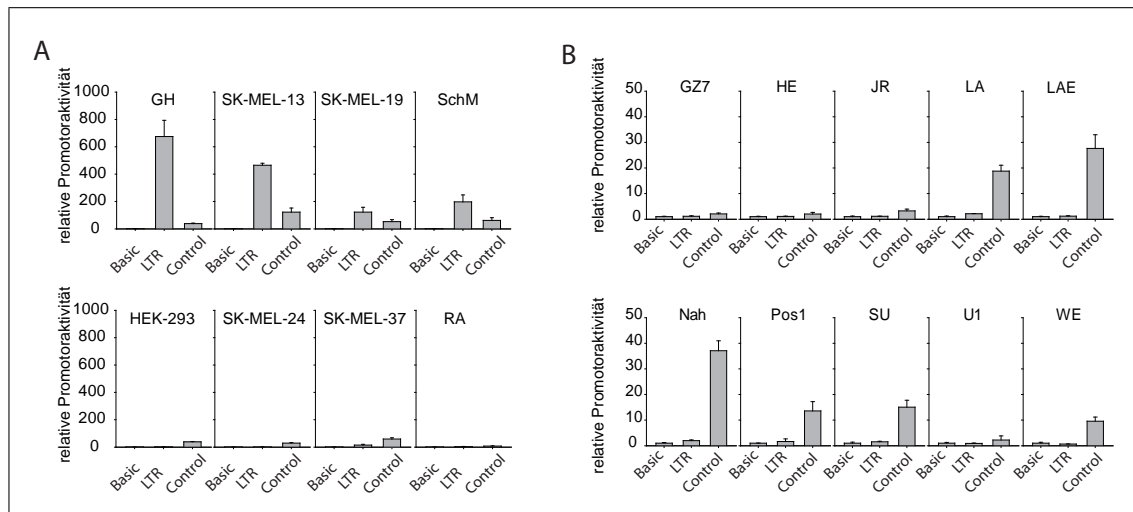 A
relative Promotoraktivität
1000
800
600
400
200
0
GH
SK-MEL-13
SK-MEL-19
SchM
Basic
LTR
Control
Basic
LTR
Control
Basic
LTR
Control
Basic
LTR
Control
relative Promotoraktivität
1000
800
600
400
200
0
HEK-293
SK-MEL-24
SK-MEL-37
RA
Basic
LTR
Control
Basic
LTR
Control
Basic
LTR
Control
Basic
LTR
Control
B
relative Promotoraktivität
50
40
30
20
10
0
GZ7
HE
JR
LA
LAE
Basic
LTR
Control
Basic
LTR
Control
Basic
LTR
Control
Basic
LTR
Control
Basic
LTR
Control
relative Promotoraktivität
50
40
30
20
10
0
Nah
Pos1
SU
U1
WE
Basic
LTR
Control
Basic
LTR
Control
Basic
LTR
Control
Basic
LTR
Control
Basic
LTR
Control